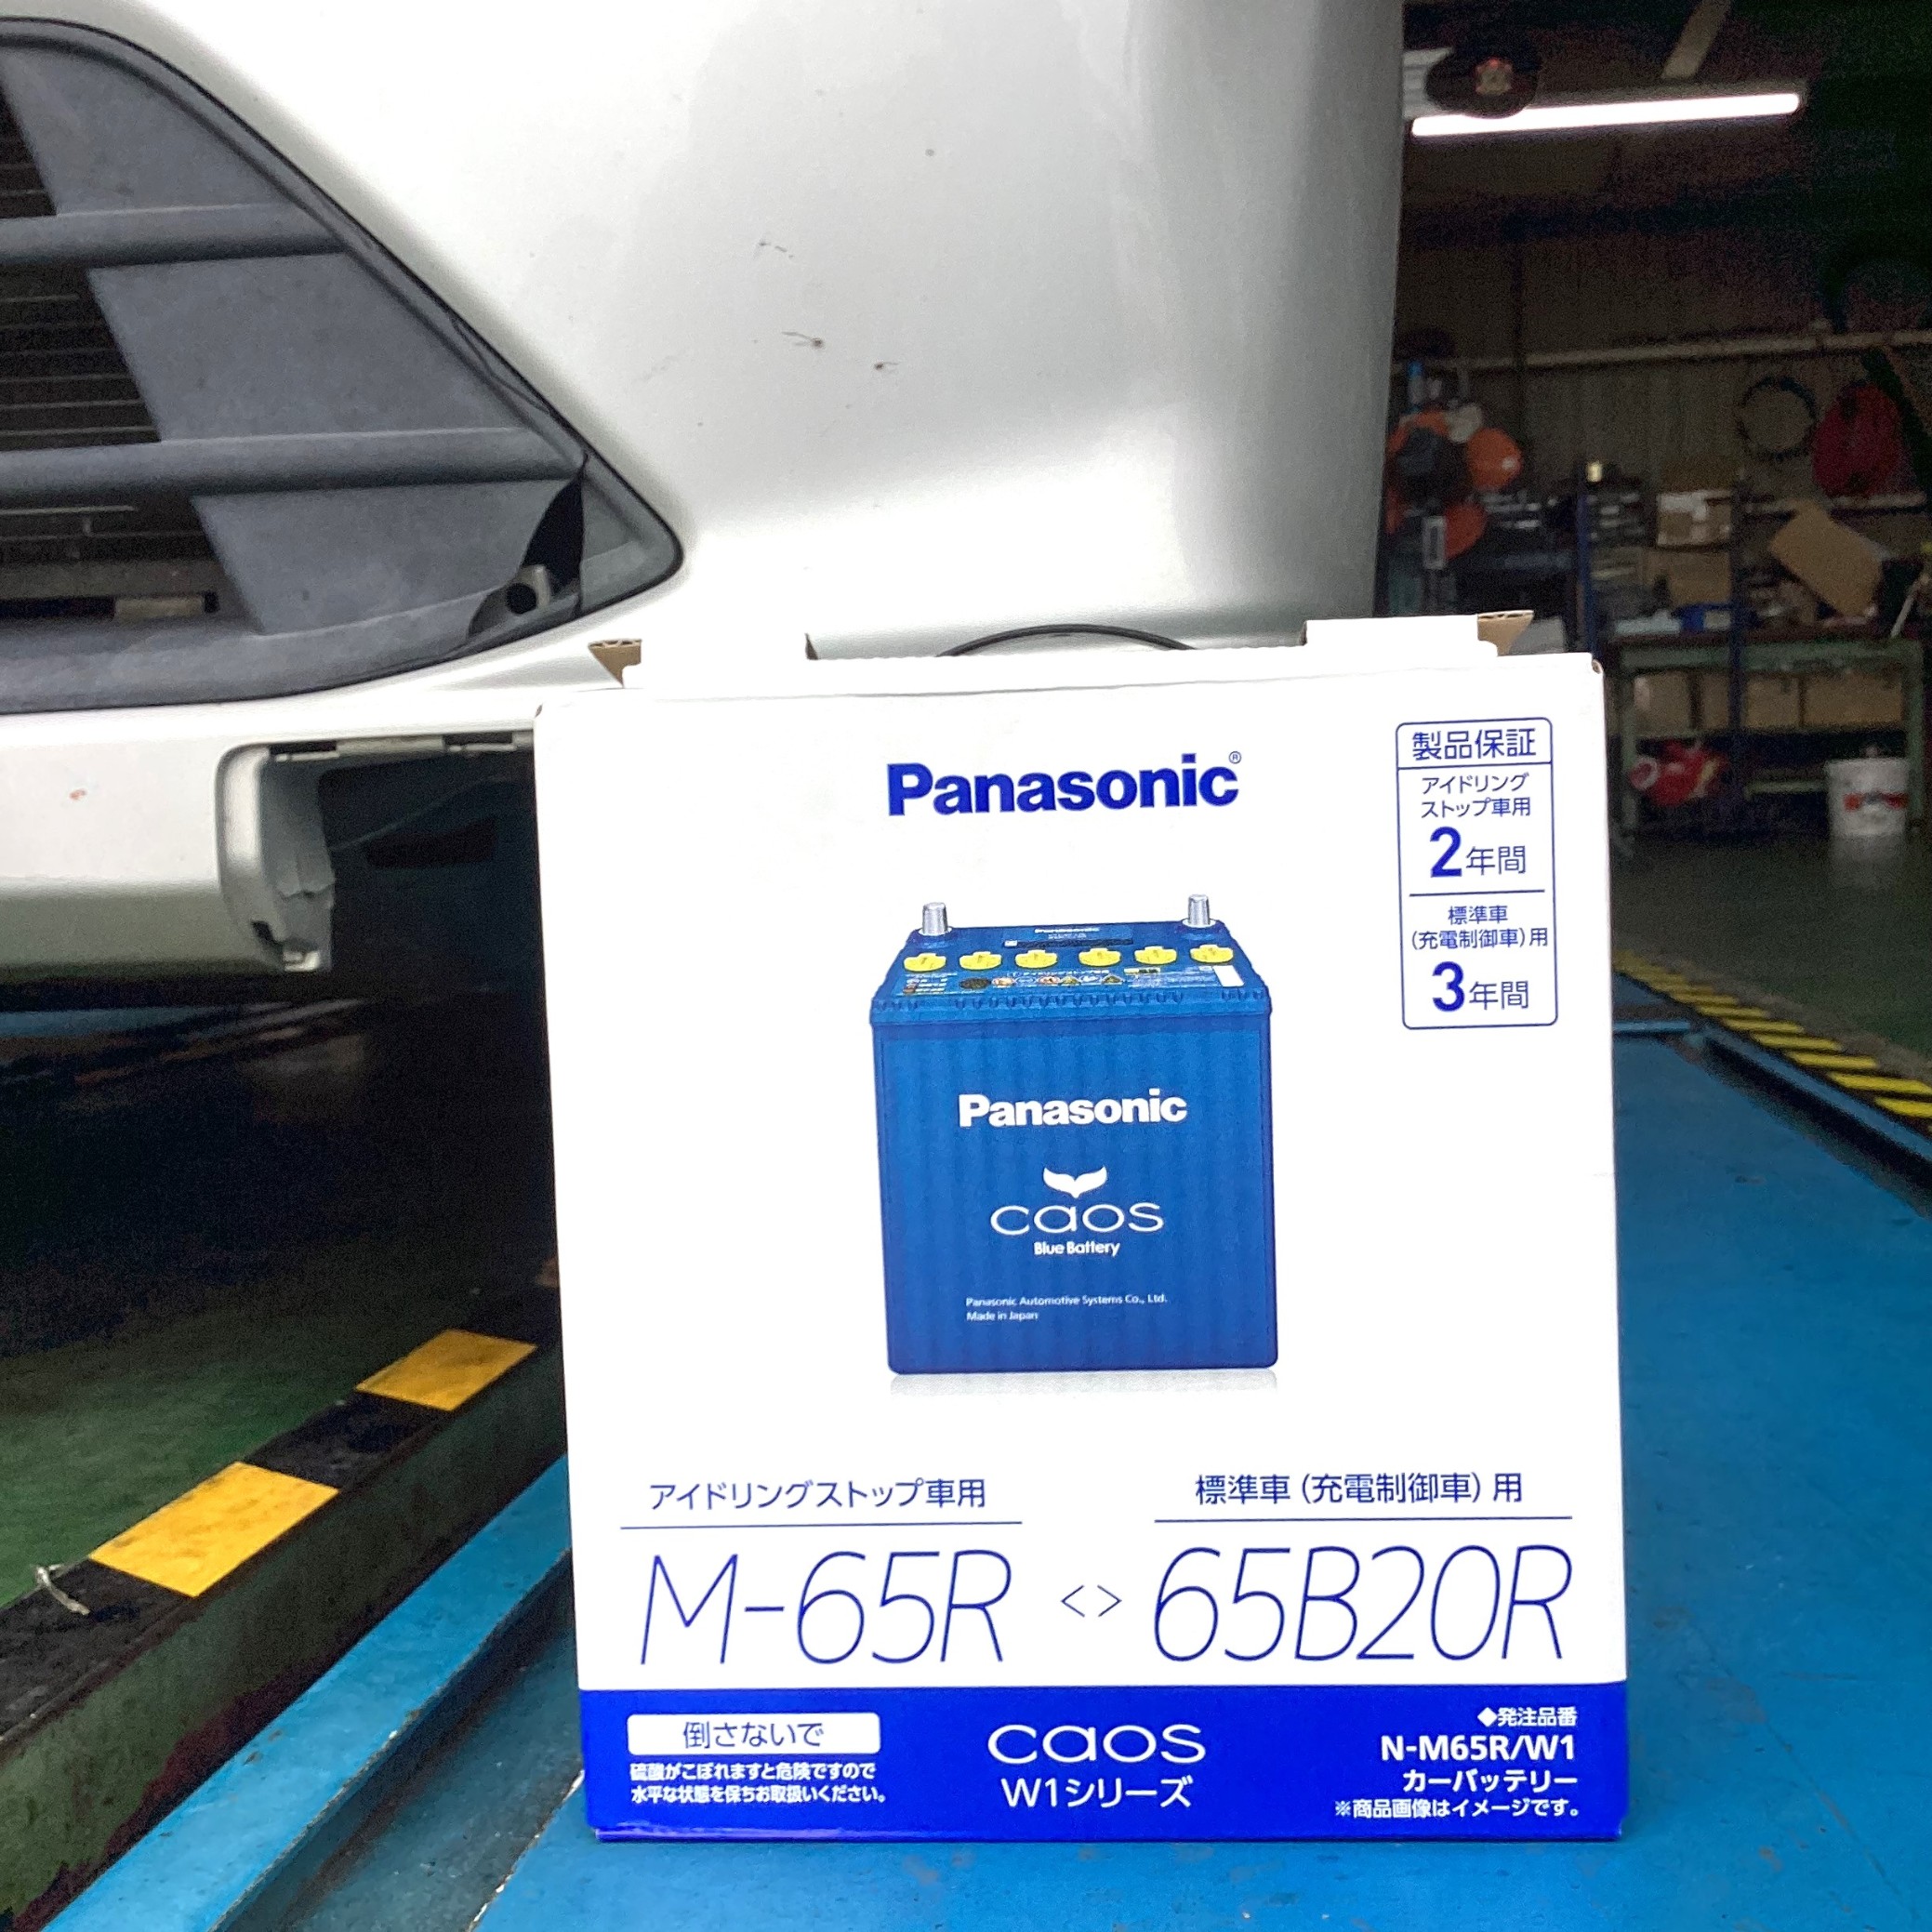 Panasonic®
製品保証
アイドリング
ストップ車用
2年間
標準車
(充電制御車)用
3年間
Panasonic
Panasonic
caos
Blue Battery
Panasonic Automotive Systems Co., Ltd.
Made in Japan
アイドリングストップ車用
標準車(充電制御車)用
M-65R <> 65B20R
倒さないで
硫酸がこぼれますと危険ですので
水平な状態を保ちお取扱いください。
caos
W1シリーズ
◆発注品番
N-M65R/W1
カーバッテリー
※商品画像はイメージです。